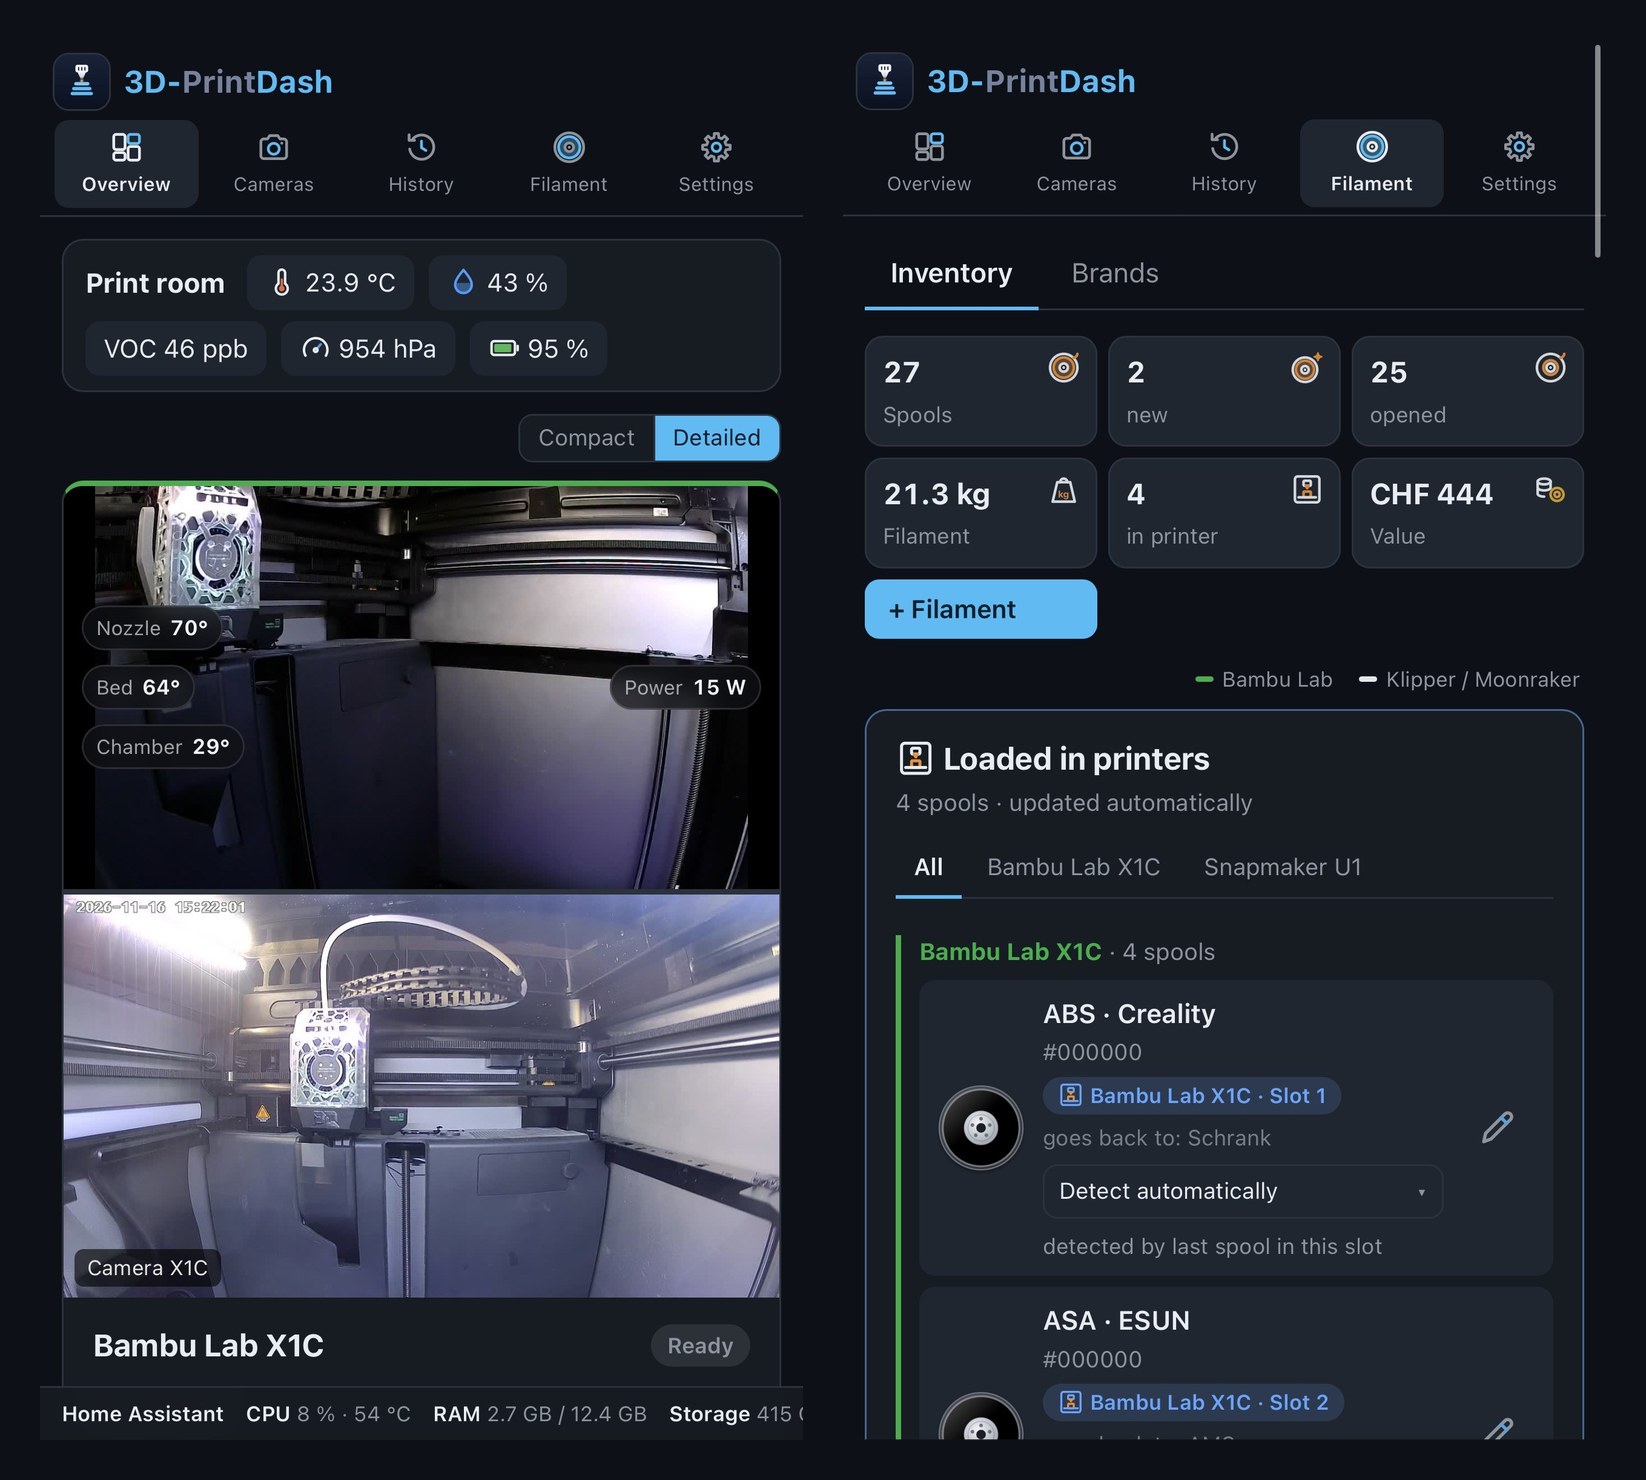 3D-PrintDash
Overview
Cameras
History
Filament
Settings
Print room
23.9 °C
43 %
VOC 46 ppb
954 hPa
95 %
Compact
Detailed
Nozzle 70°
Bed 64°
Power 15 W
Chamber 29°
2026-11-16 15:22:01
Camera X1C
Bambu Lab X1C
Ready
Home Assistant CPU 8 % · 54 °C RAM 2.7 GB / 12.4 GB Storage 415
3D-PrintDash
Overview
Cameras
History
Filament
Settings
Inventory
Brands
27
Spools
2
new
25
opened
21.3 kg
kg
Filament
4
in printer
CHF 444
Value
+ Filament
Bambu Lab
Klipper / Moonraker
Loaded in printers
4 spools · updated automatically
All
Bambu Lab X1C
Snapmaker U1
Bambu Lab X1C · 4 spools
ABS · Creality
#000000
Bambu Lab X1C · Slot 1
goes back to: Schrank
Detect automatically
detected by last spool in this slot
ASA · ESUN
#000000
Bambu Lab X1C · Slot 2